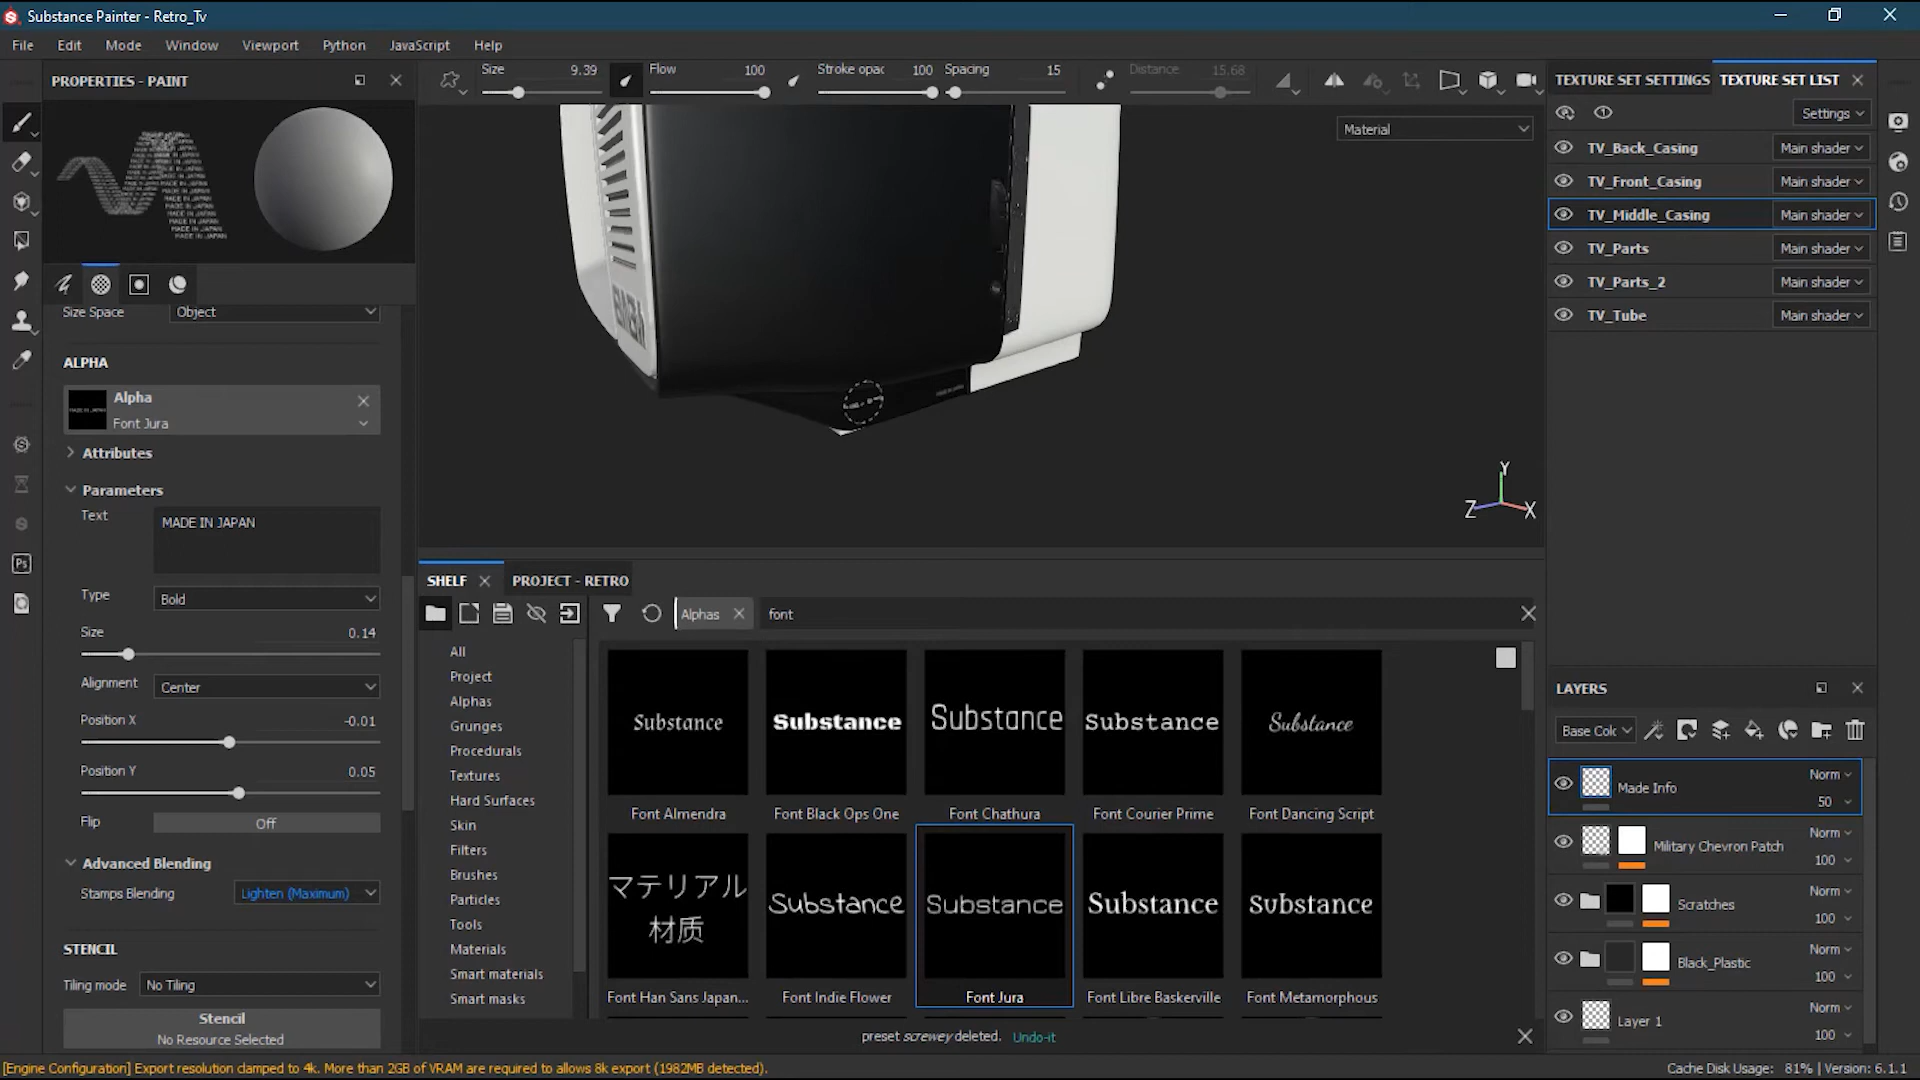 Substance Painter - Retro_Tv
File Edit Mode Window Viewport Python JavaScript Help
PROPERTIES - PAINT
Size 9.39 Flow 100 Stroke opac 100 Spacing 15 Distance 15.68
Material
TEXTURE SET SETTINGS TEXTURE SET LIST
Settings
TV_Back_Casing Main shader
TV_Front_Casing Main shader
TV_Middle_Casing Main shader
TV_Parts Main shader
TV_Parts_2 Main shader
TV_Tube Main shader
Size Space Object
ALPHA
Alpha
Font Jura
Attributes
Parameters
Text MADE IN JAPAN
Type Bold
Size 0.14
Alignment Center
Position X -0.01
Position Y 0.05
Flip Off
Advanced Blending
Stamps Blending Lighten (Maximum)
STENCIL
Tiling mode No Tiling
Stencil
No Resource Selected
Y
Z X
SHELF PROJECT - RETRO
Alphas font
All
Project
Alphas
Grunges
Procedurals
Textures
Hard Surfaces
Skin
Filters
Brushes
Particles
Tools
Materials
Smart materials
Smart masks
Substance Substance Substance Substance Substance
Font Almendra Font Black Ops One Font Chathura Font Courier Prime Font Dancing Script
マテリアル
材质
Substance Substance Substance Substance
Font Han Sans Japan... Font Indie Flower Font Jura Font Libre Baskerville Font Metamorphous
preset screwey deleted. Undo-it
LAYERS
Base Colo
Made Info Norm 50
Military Chevron Patch Norm 100
Scratches Norm 100
Black_Plastic Norm 100
Layer 1 Norm 100
[Engine Configuration] Export resolution clamped to 4k. More than 2GB of VRAM are required to allows 8k export (1982MB detected).
Cache Disk Usage: 81% | Version: 6.1.1